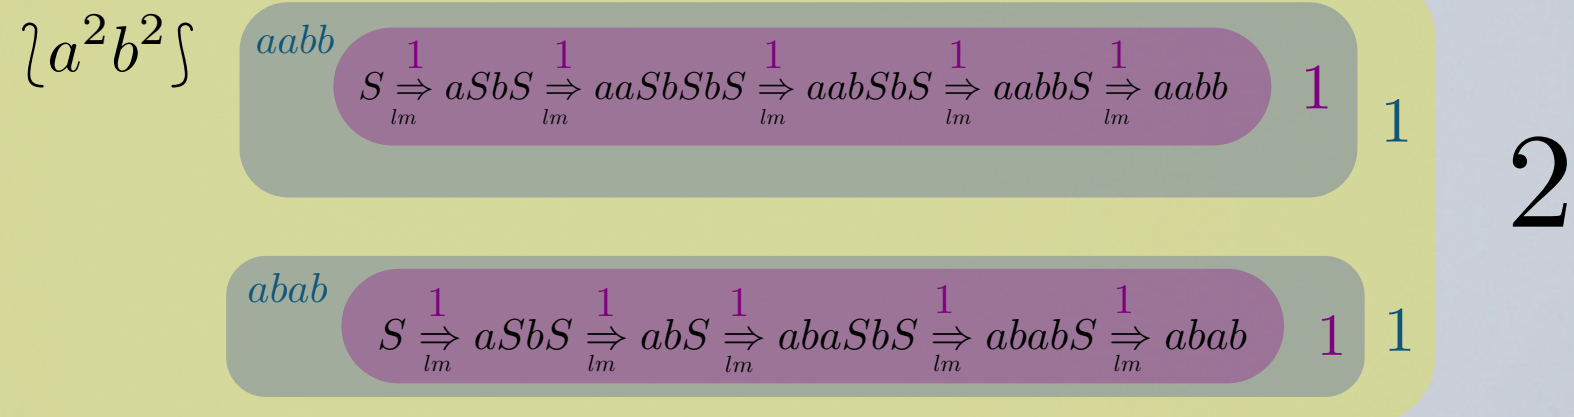 ⟅a²b²⟆
aabb
S ⇒ aSbS ⇒ aaSbSbS ⇒ aabSbS ⇒ aabbS ⇒ aabb
1 1 1 1 1
lm lm lm lm lm
1
1
2
abab
S ⇒ aSbS ⇒ abS ⇒ abaSbS ⇒ ababS ⇒ abab
1 1 1 1 1
lm lm lm lm lm
1
1